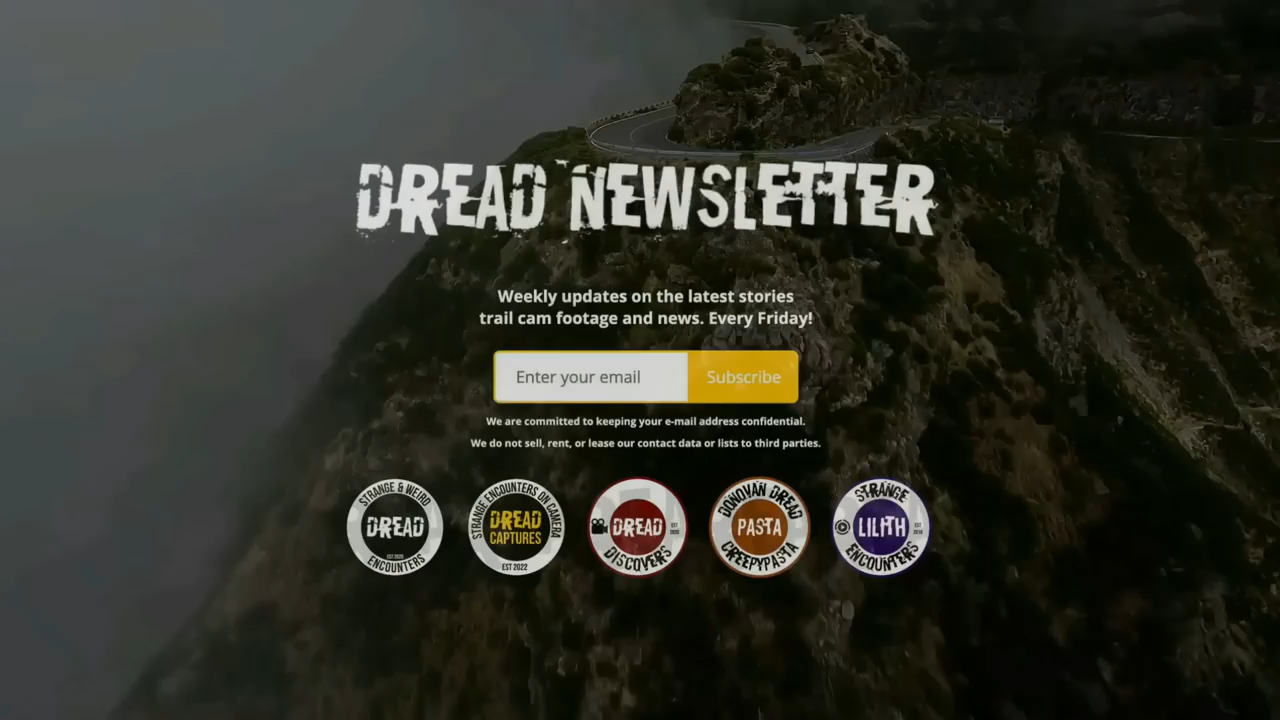 DREAD NEWSLETTER
Weekly updates on the latest stories
trail cam footage and news. Every Friday!
Enter your email
Subscribe
We are committed to keeping your e-mail address confidential.
We do not sell, rent, or lease our contact data or lists to third parties.
STRANGE & WEIRD
DREAD
EST 2020
ENCOUNTERS
STRANGE ENCOUNTERS ON CAMERA
DREAD
CAPTURES
EST 2022
DREAD
DISCOVERS
DONOVAN DREAD
PASTA
CREEPYPASTA
STRANGE
LILITH
ENCOUNTERS